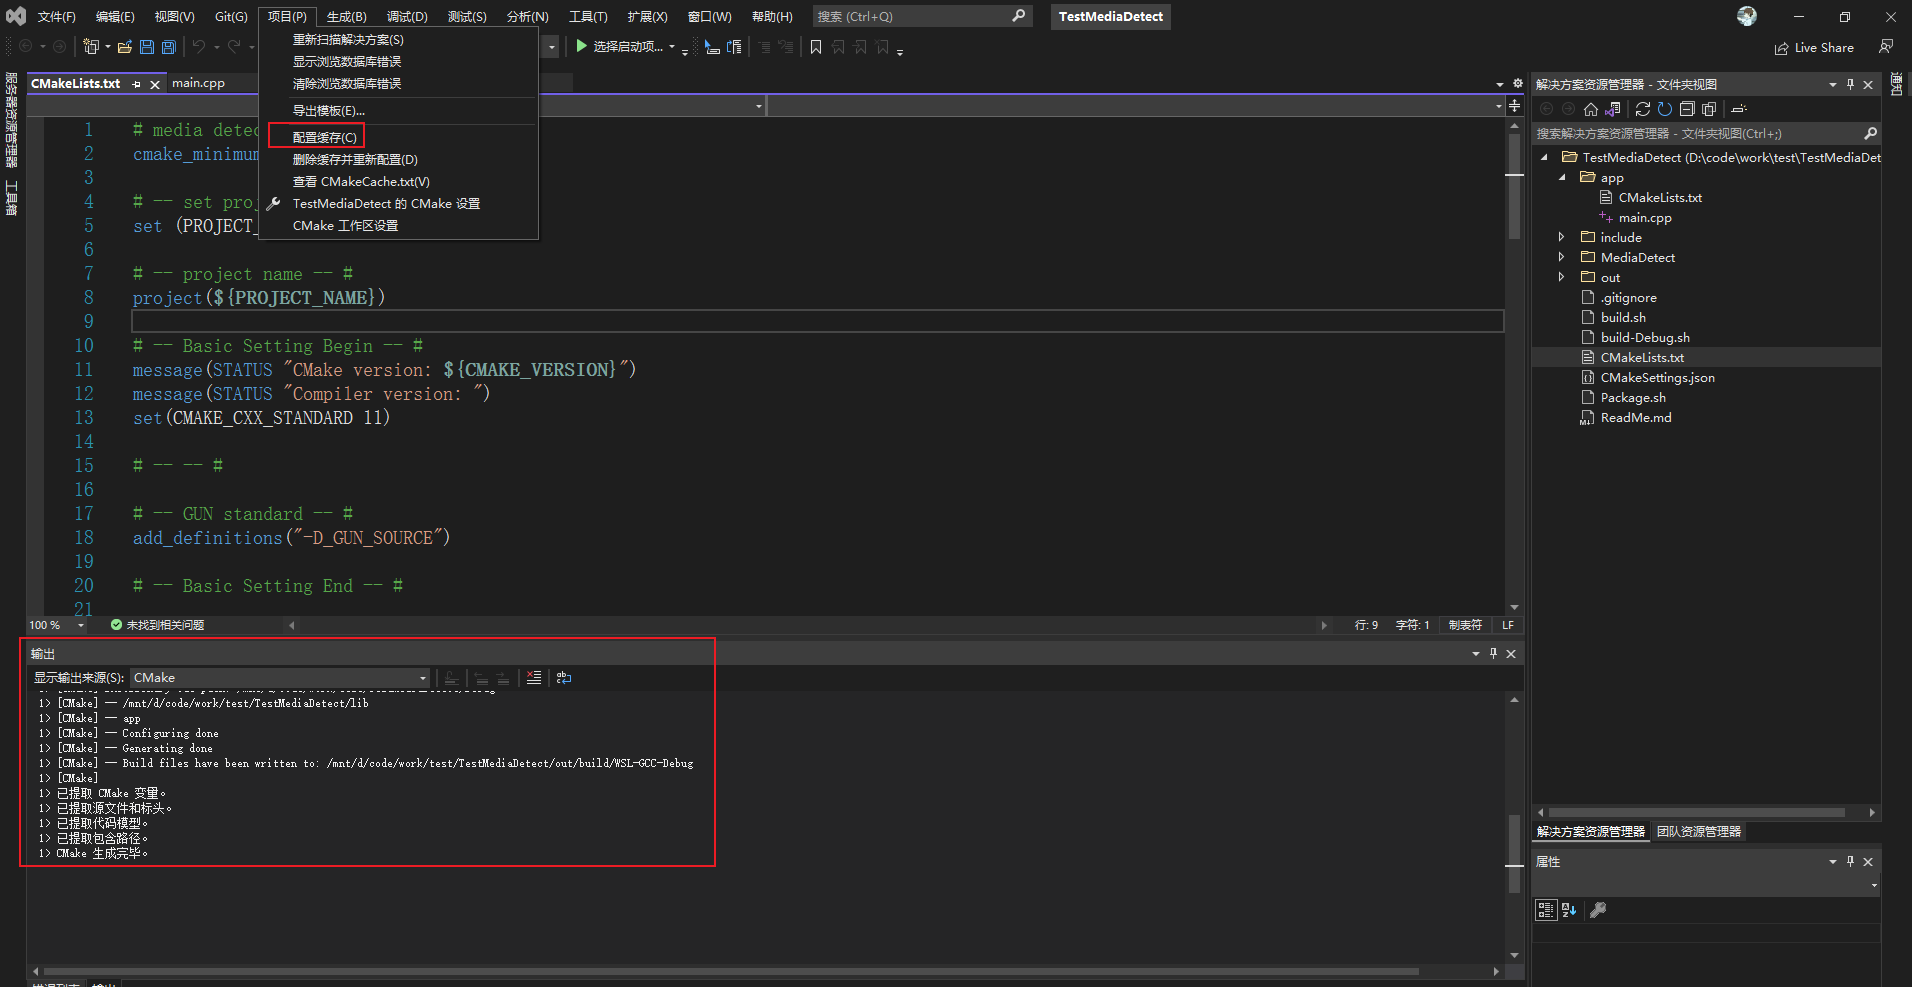 文件(F) 编辑(E) 视图(V) Git(G) 项目(P) 生成(B) 调试(D) 测试(S) 分析(N) 工具(T) 扩展(X) 窗口(W) 帮助(H) 搜索 (Ctrl+Q) TestMediaDetect
选择启动项... Live Share
重新扫描解决方案(S)
显示浏览数据库错误
清除浏览数据库错误
导出模板(E)...
配置缓存(C)
删除缓存并重新配置(D)
查看 CMakeCache.txt(V)
TestMediaDetect 的 CMake 设置
CMake 工作区设置
服务器资源管理器
工具箱
CMakeLists.txt main.cpp
1 # media detec
2 cmake_minimum
3
4 # -- set proj
5 set (PROJECT_
6
7 # -- project name -- #
8 project(${PROJECT_NAME})
9
10 # -- Basic Setting Begin -- #
11 message(STATUS "CMake version: ${CMAKE_VERSION}")
12 message(STATUS "Compiler version: ")
13 set(CMAKE_CXX_STANDARD 11)
14
15 # -- -- #
16
17 # -- GUN standard -- #
18 add_definitions("-D_GUN_SOURCE")
19
20 # -- Basic Setting End -- #
21
100 % 未找到相关问题 行: 9 字符: 1 制表符 LF
输出
显示输出来源(S): CMake
1> [CMake] -- /mnt/d/code/work/test/TestMediaDetect/lib
1> [CMake] -- app
1> [CMake] -- Configuring done
1> [CMake] -- Generating done
1> [CMake] -- Build files have been written to: /mnt/d/code/work/test/TestMediaDetect/out/build/WSL-GCC-Debug
1> [CMake]
1> 已提取 CMake 变量。
1> 已提取源文件和标头。
1> 已提取代码模型。
1> 已提取包含路径。
1> CMake 生成完毕。
解决方案资源管理器 - 文件夹视图
搜索解决方案资源管理器 - 文件夹视图(Ctrl+;)
TestMediaDetect (D:\code\work\test\TestMediaDet
app
CMakeLists.txt
main.cpp
include
MediaDetect
out
.gitignore
build.sh
build-Debug.sh
CMakeLists.txt
CMakeSettings.json
Package.sh
ReadMe.md
解决方案资源管理器 团队资源管理器
属性
通知